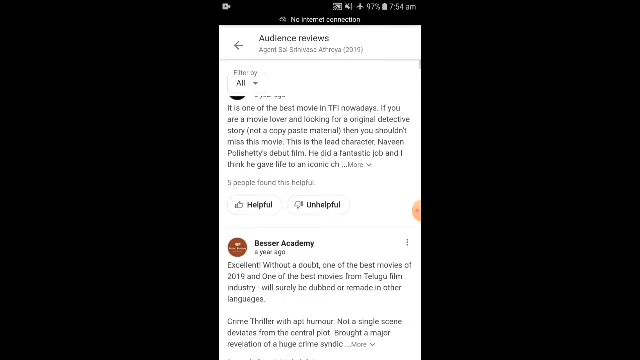 97% 7:54 am
No internet connection
Audience reviews
Agent Sai Srinivasa Athreya (2019)
Filter by
All
a year ago
It is one of the best movie in TFI nowadays. If you
are a movie lover and looking for a original detective
story (not a copy paste material) then you shouldn't
miss this movie. This is the lead character, Naveen
Polishetty's debut film. He did a fantastic job and I
think he gave life to an iconic ch ...More
5 people found this helpful.
Helpful Unhelpful
Besser Academy
a year ago
Excellent! Without a doubt, one of the best movies of
2019 and One of the best movies from Telugu film
industry - will surely be dubbed or remade in other
languages.
Crime Thriller with apt humour. Not a single scene
deviates from the central plot. Brought a major
revelation of a huge crime syndic ...More